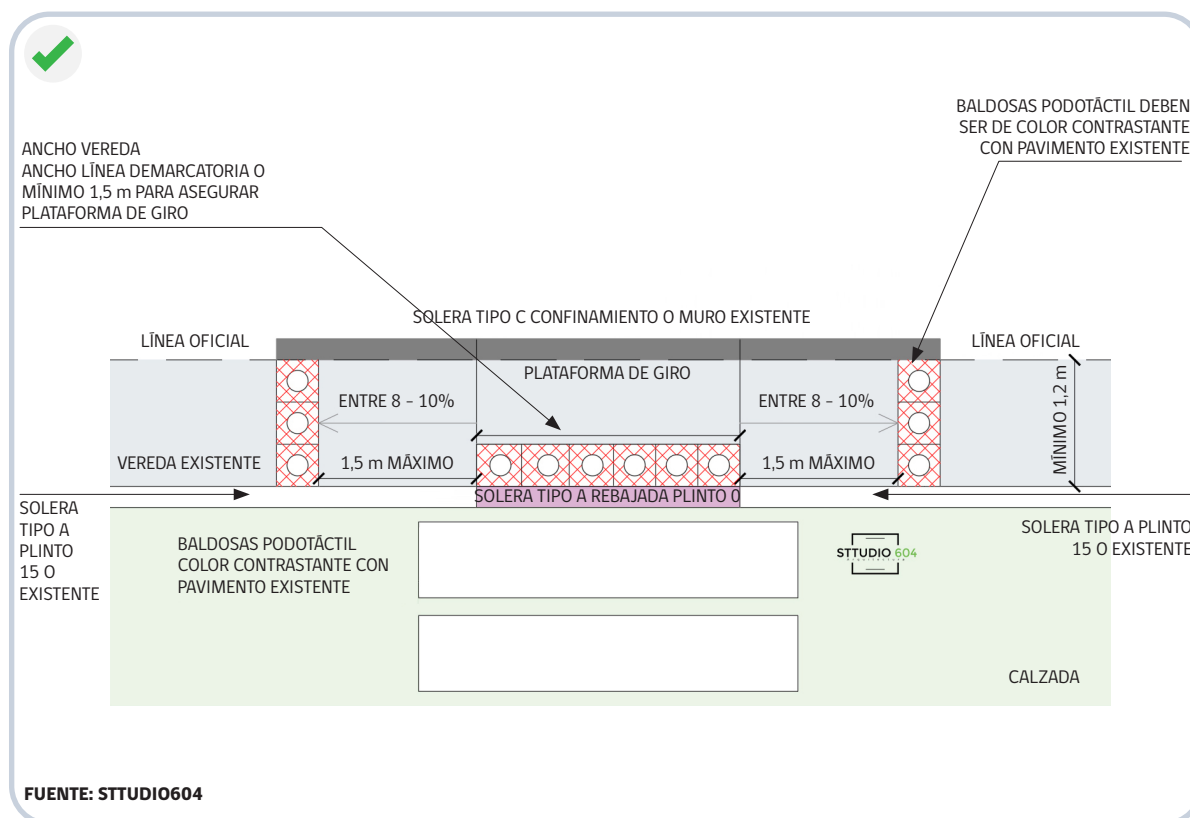 BALDOSAS PODOTÁCTIL DEBEN
SER DE COLOR CONTRASTANTE
CON PAVIMENTO EXISTENTE
ANCHO VEREDA
ANCHO LÍNEA DEMARCATORIA O
MÍNIMO 1,5 m PARA ASEGURAR
PLATAFORMA DE GIRO
SOLERA TIPO C CONFINAMIENTO O MURO EXISTENTE
LÍNEA OFICIAL
LÍNEA OFICIAL
PLATAFORMA DE GIRO
ENTRE 8 - 10%
ENTRE 8 - 10%
MÍNIMO 1,2 m
VEREDA EXISTENTE
1,5 m MÁXIMO
1,5 m MÁXIMO
SOLERA TIPO A REBAJADA PLINTO 0
SOLERA
TIPO A
PLINTO
15 O
EXISTENTE
SOLERA TIPO A PLINTO
15 O EXISTENTE
BALDOSAS PODOTÁCTIL
COLOR CONTRASTANTE CON
PAVIMENTO EXISTENTE
STTUDIO 604
CALZADA
FUENTE: STTUDIO604